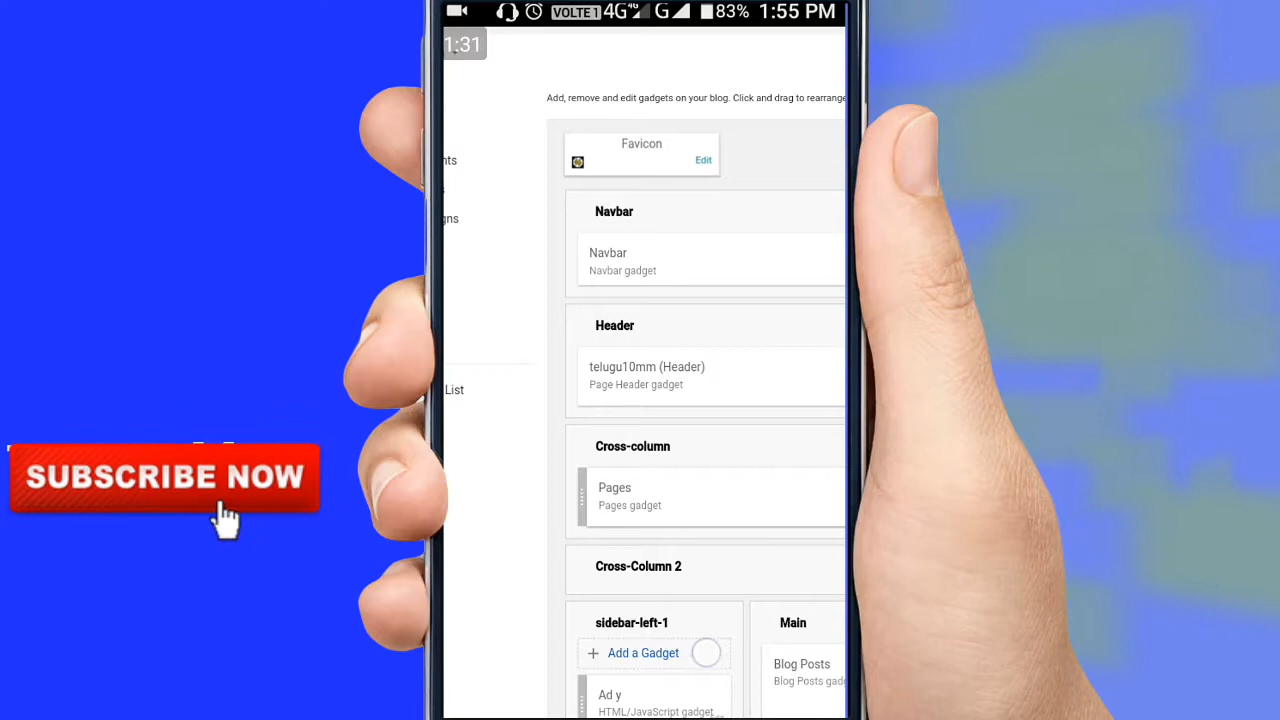 VOLTE 1 4G 4G G 83% 1:55 PM
1:31
Add, remove and edit gadgets on your blog. Click and drag to rearrange
Favicon
Edit
nts
gns
Navbar
Navbar
Navbar gadget
Header
telugu10mm (Header)
Page Header gadget
List
Cross-column
Pages
Pages gadget
SUBSCRIBE NOW
Cross-Column 2
sidebar-left-1
Main
+ Add a Gadget
Blog Posts
Blog Posts gadg
Ad y
HTML/JavaScript gadget